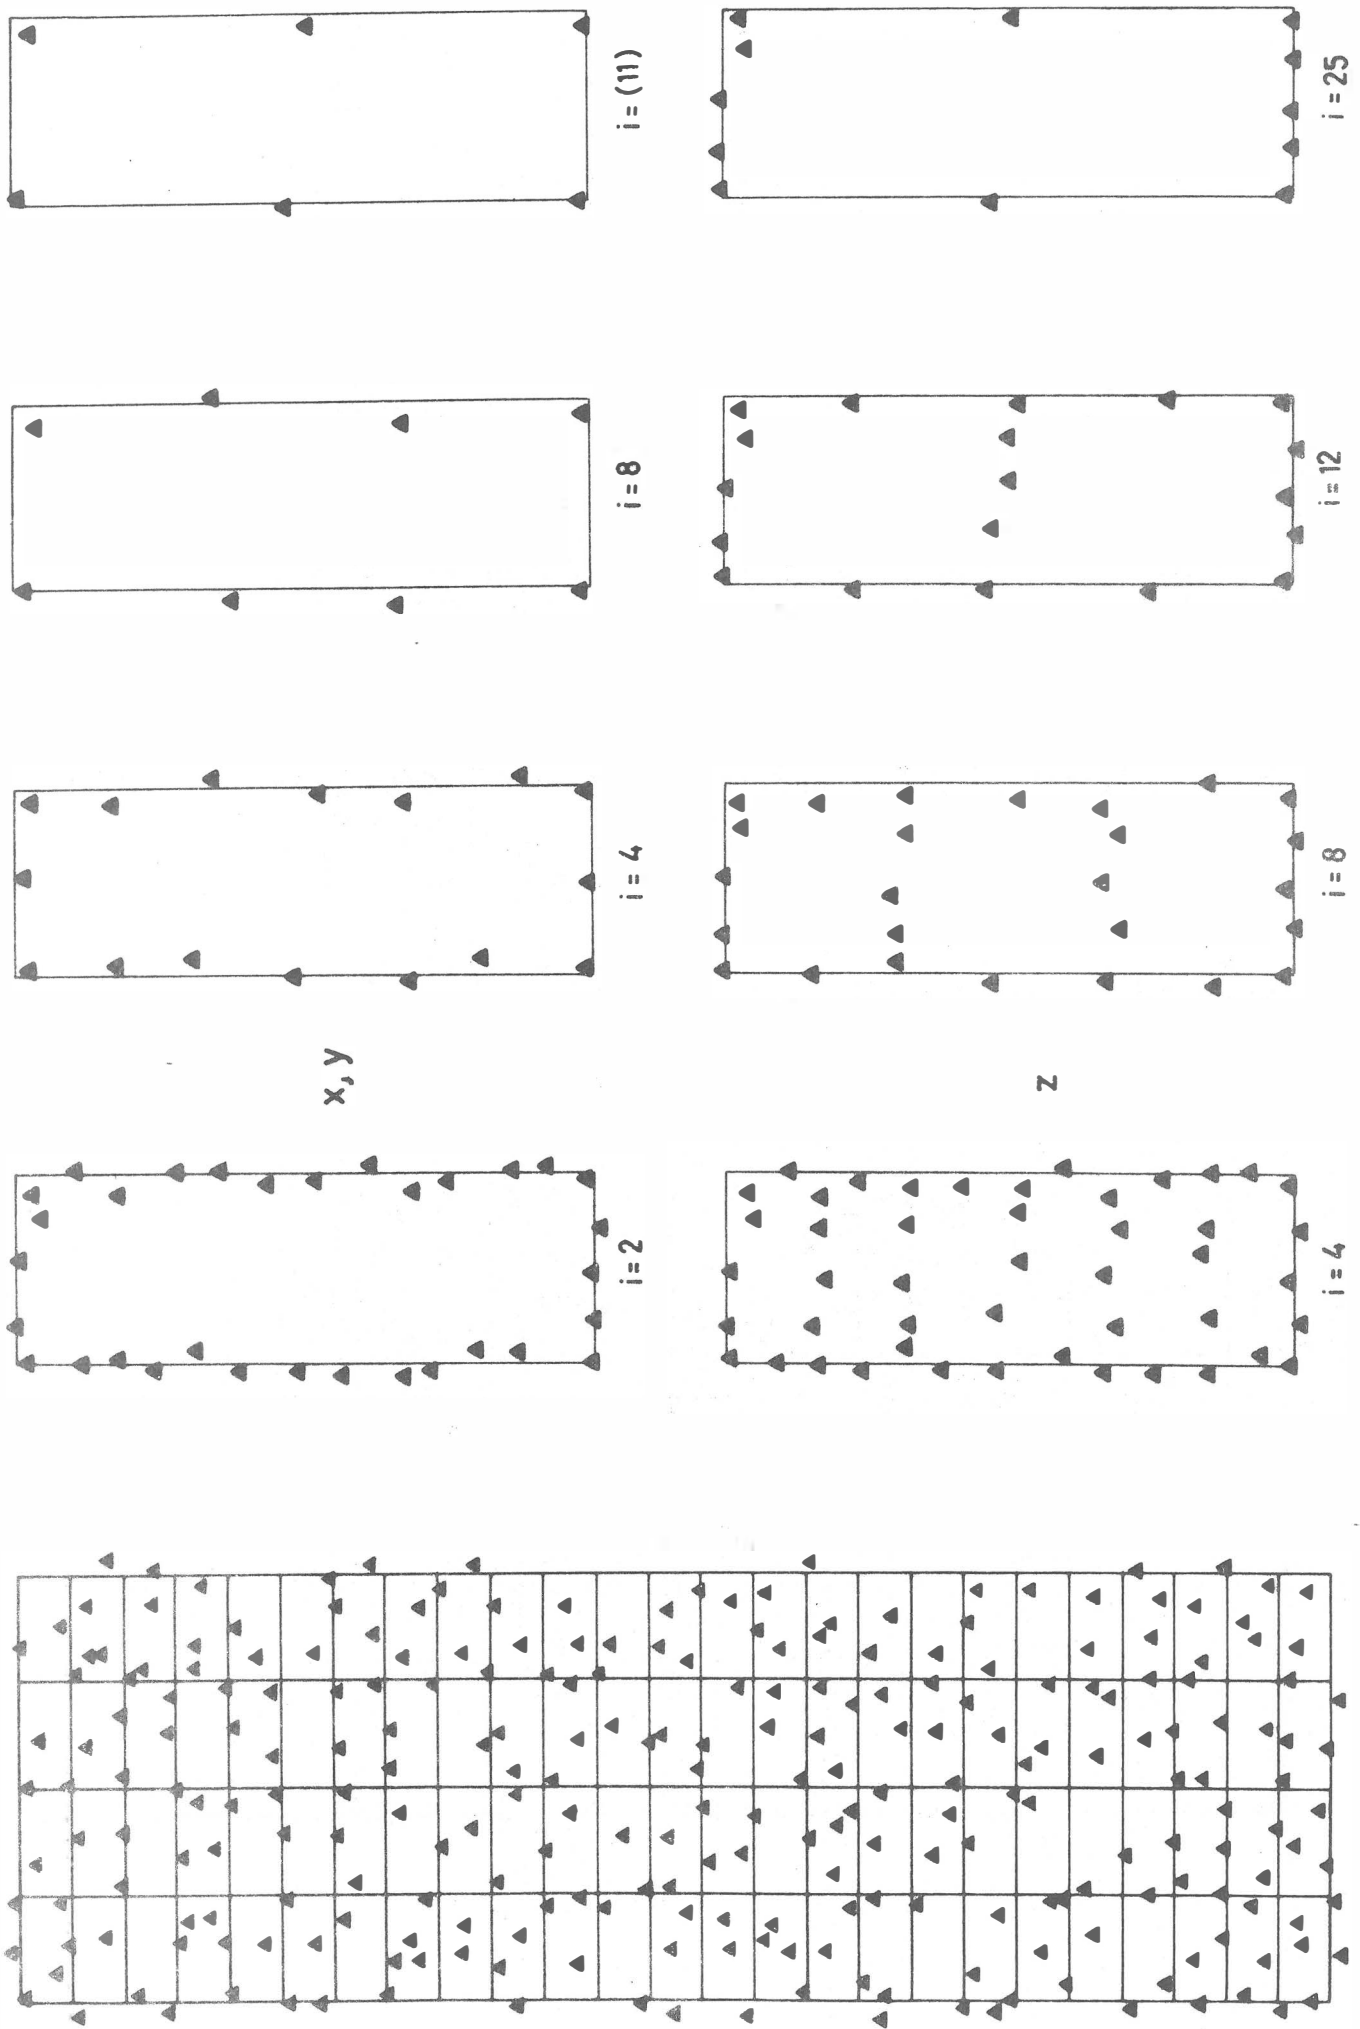 x, y
i = 2
i = 4
i = 8
i = (11)
z
i = 4
i = 8
i = 12
i = 25